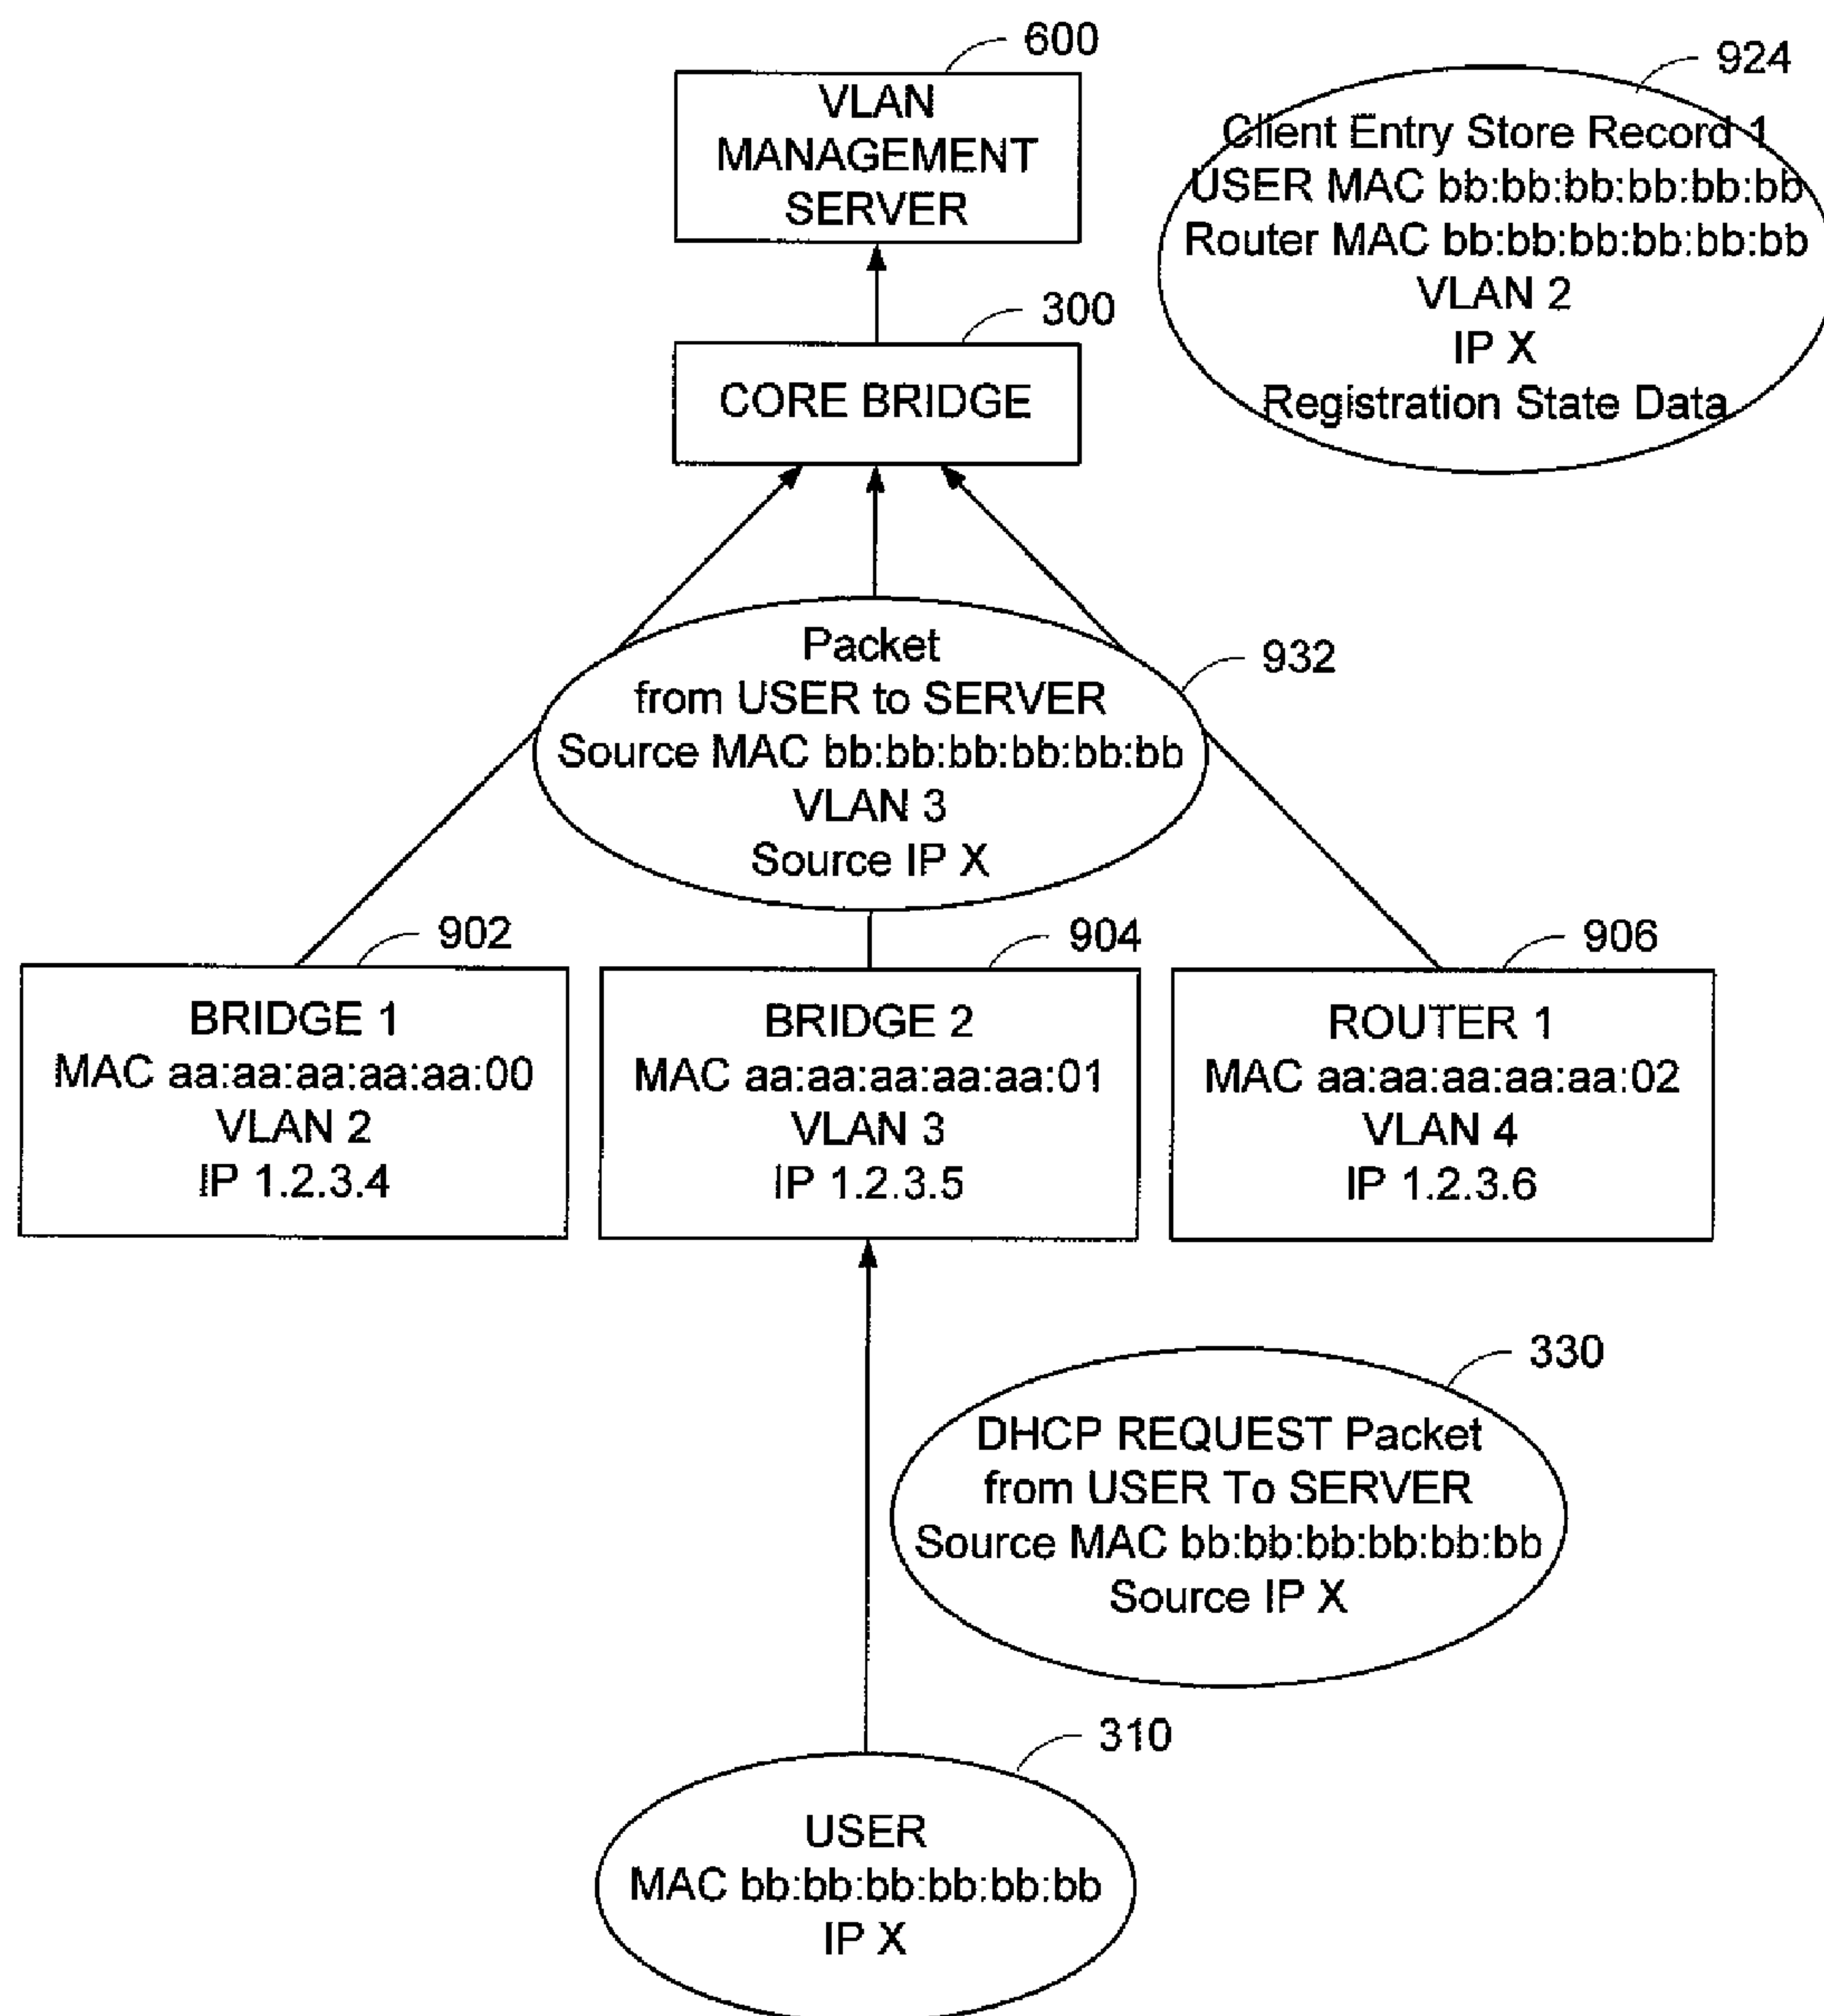 600
VLAN
MANAGEMENT
SERVER
924
Client Entry Store Record 1
USER MAC bb:bb:bb:bb:bb:bb
Router MAC bb:bb:bb:bb:bb:bb
VLAN 2
IP X
Registration State Data
300
CORE BRIDGE
932
Packet
from USER to SERVER
Source MAC bb:bb:bb:bb:bb:bb
VLAN 3
Source IP X
902
BRIDGE 1
MAC aa:aa:aa:aa:aa:00
VLAN 2
IP 1.2.3.4
904
BRIDGE 2
MAC aa:aa:aa:aa:aa:01
VLAN 3
IP 1.2.3.5
906
ROUTER 1
MAC aa:aa:aa:aa:aa:02
VLAN 4
IP 1.2.3.6
330
DHCP REQUEST Packet
from USER To SERVER
Source MAC bb:bb:bb:bb:bb:bb
Source IP X
310
USER
MAC bb:bb:bb:bb:bb:bb
IP X